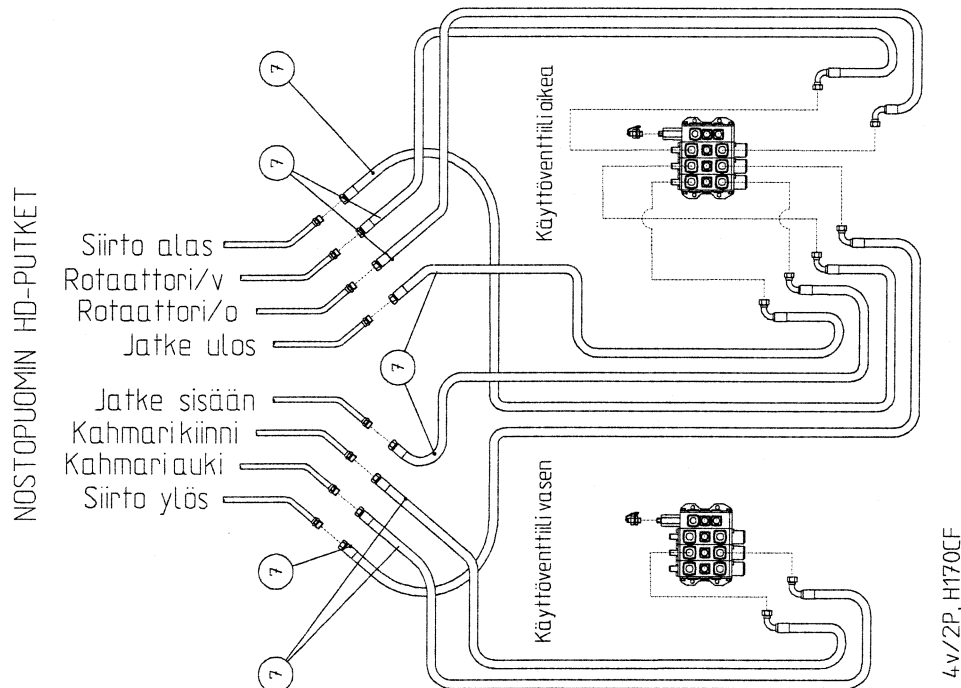 NOSTOPUOMIN HD-PUTKET
7
7
Siirto alas
Rotaattori/v
Rotaattori/o
Jatke ulos
7
Jatke sisään
Kahmari kiinni
Kahmari auki
Siirto ylös
7
7
Käyttöventtiili oikea
Käyttöventtiili vasen
4v/2P, H170CF